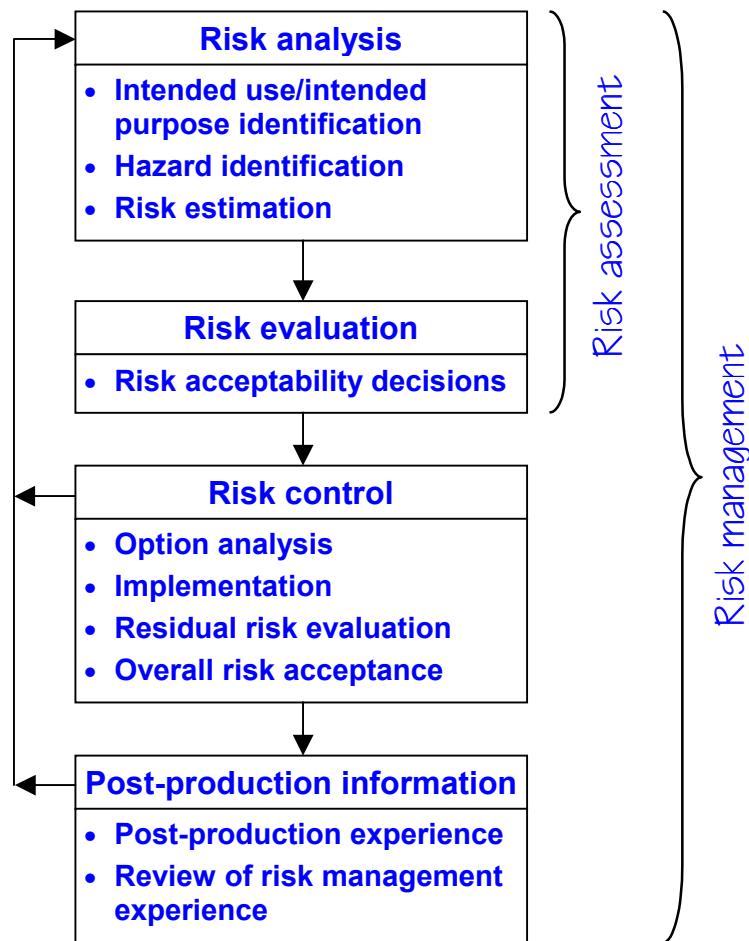 Risk analysis
• Intended use/intended
purpose identification
• Hazard identification
• Risk estimation
Risk evaluation
• Risk acceptability decisions
Risk assessment
Risk control
• Option analysis
• Implementation
• Residual risk evaluation
• Overall risk acceptance
Post-production information
• Post-production experience
• Review of risk management
experience
Risk management